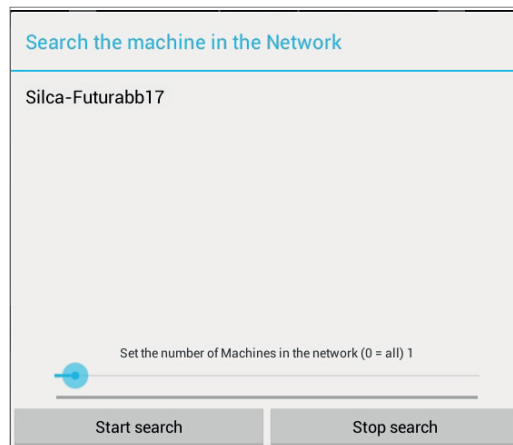 Search the machine in the Network
Silca-Futurabb17
Set the number of Machines in the network (0 = all) 1
Start search
Stop search